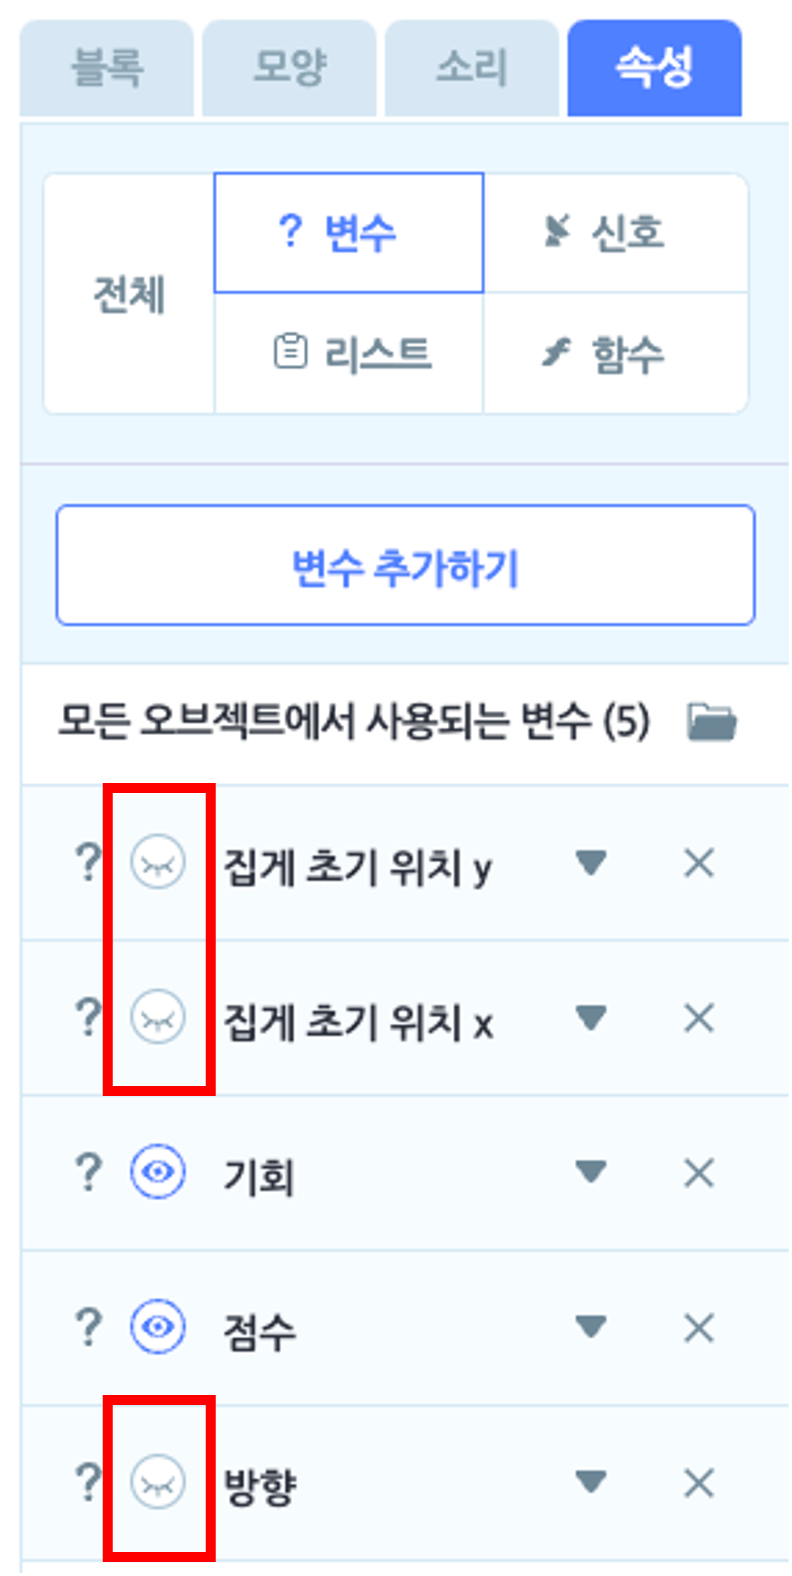 블록 모양 소리 속성
전체
? 변수
신호
리스트
함수
변수 추가하기
모든 오브젝트에서 사용되는 변수 (5)
? 집게 초기 위치 y
? 집게 초기 위치 x
? 기회
? 점수
? 방향